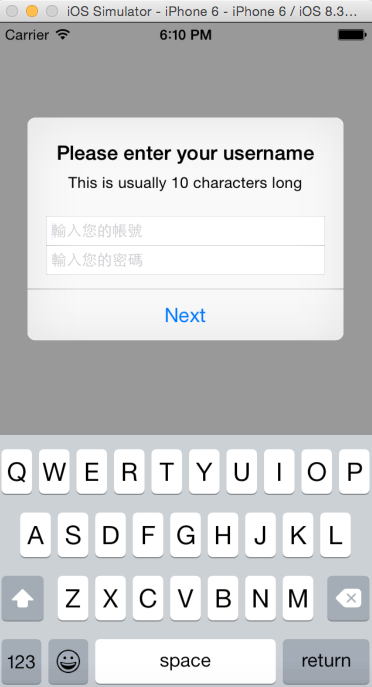 iOS Simulator - iPhone 6 - iPhone 6 / iOS 8.3...
Carrier 6:10 PM
Please enter your username
This is usually 10 characters long
輸入您的帳號
輸入您的密碼
Next
Q W E R T Y U I O P
A S D F G H J K L
Z X C V B N M
123 space return